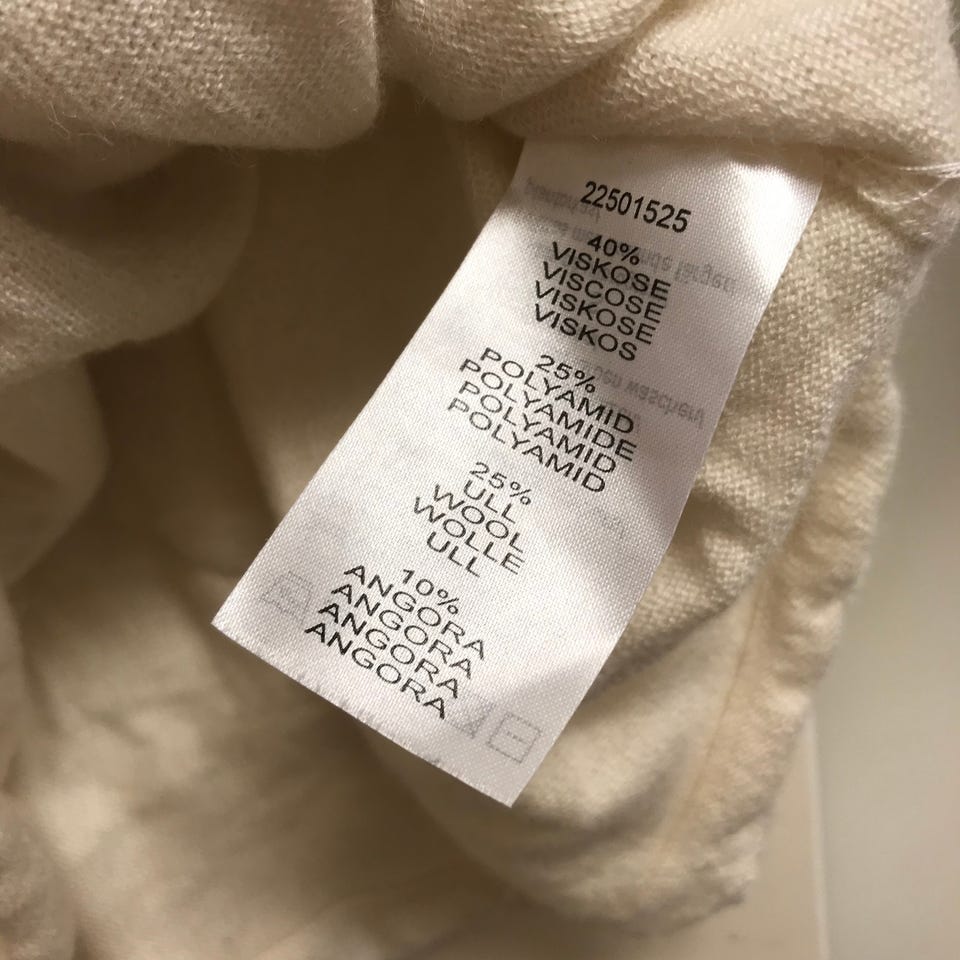 22501525
40%
VISKOSE
VISCOSE
VISKOSE
VISKOS
25%
POLYAMID
POLYAMIDE
POLYAMID
POLYAMID
25%
ULL
WOOL
WOLLE
ULL
10%
ANGORA
ANGORA
ANGORA
ANGORA